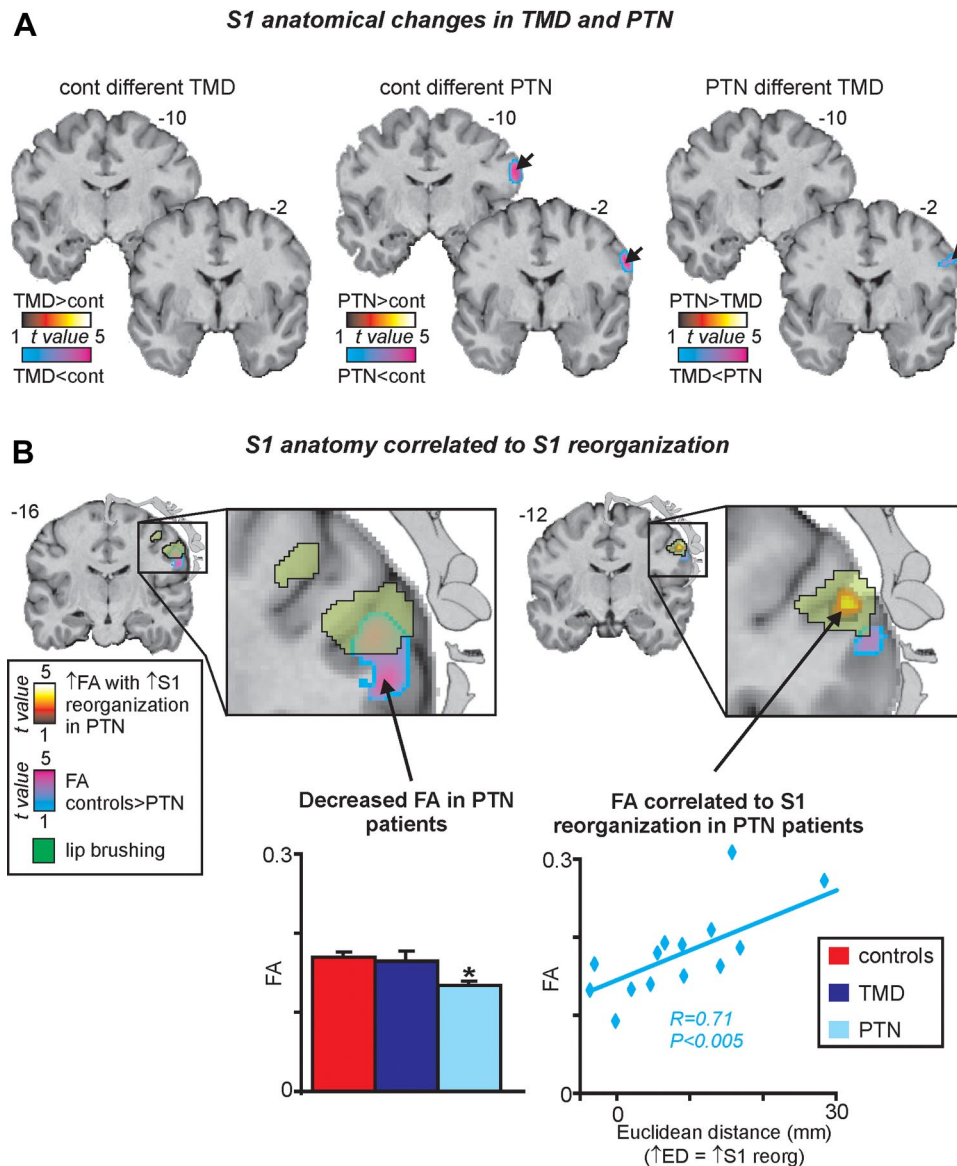 A
S1 anatomical changes in TMD and PTN
cont different TMD
-10
-2
TMD>cont
1 t value 5
TMD<cont
cont different PTN
-10
-2
PTN>cont
1 t value 5
PTN<cont
PTN different TMD
-10
-2
PTN>TMD
1 t value 5
TMD<PTN
B
S1 anatomy correlated to S1 reorganization
-16
-12
t value
5
1
↑FA with ↑S1
reorganization
in PTN
t value
5
1
FA
controls>PTN
lip brushing
Decreased FA in PTN
patients
0.3
FA
0
*
FA correlated to S1
reorganization in PTN patients
0.3
FA
0
R=0.71
P<0.005
0
30
Euclidean distance (mm)
(↑ED = ↑S1 reorg)
controls
TMD
PTN